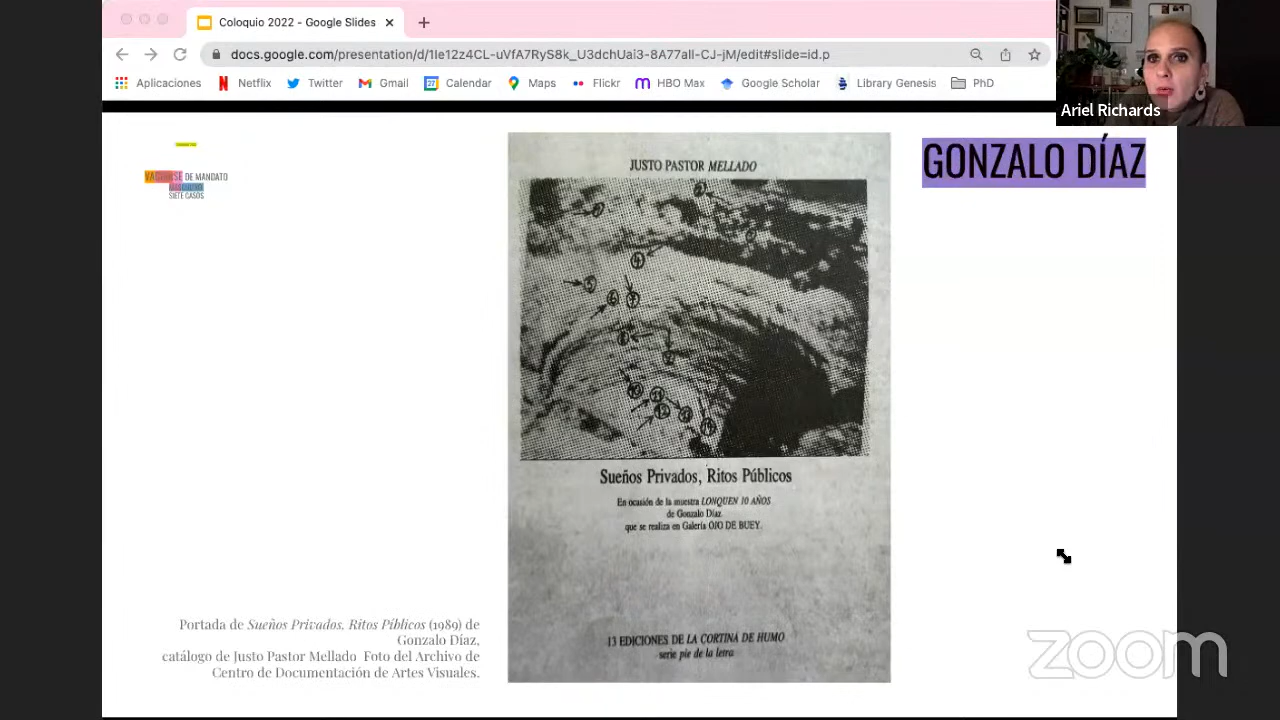 Coloquio 2022 - Google Slides
docs.google.com/presentation/d/1Ie12z4CL-uVfA7RyS8k_U3dchUai3-8A77all-CJ-jM/edit#slide=id.p
Aplicaciones
Netflix
Twitter
Gmail
Calendar
Maps
Flickr
HBO Max
Google Scholar
Library Genesis
PhD
Ariel Richards
DE MANDATO
SIETE CASOS
JUSTO PASTOR MELLADO
Sueños Privados, Ritos Públicos
En ocasión de la muestra LONQUEN 10 AÑOS
de Gonzalo Díaz
que se realiza en Galería OJO DE BUEY.
13 EDICIONES DE LA CORTINA DE HUMO
serie pie de la letra
GONZALO DÍAZ
Portada de Sueños Privados, Ritos Públicos (1989) de
Gonzalo Díaz,
catálogo de Justo Pastor Mellado Foto del Archivo de
Centro de Documentación de Artes Visuales.
zoom